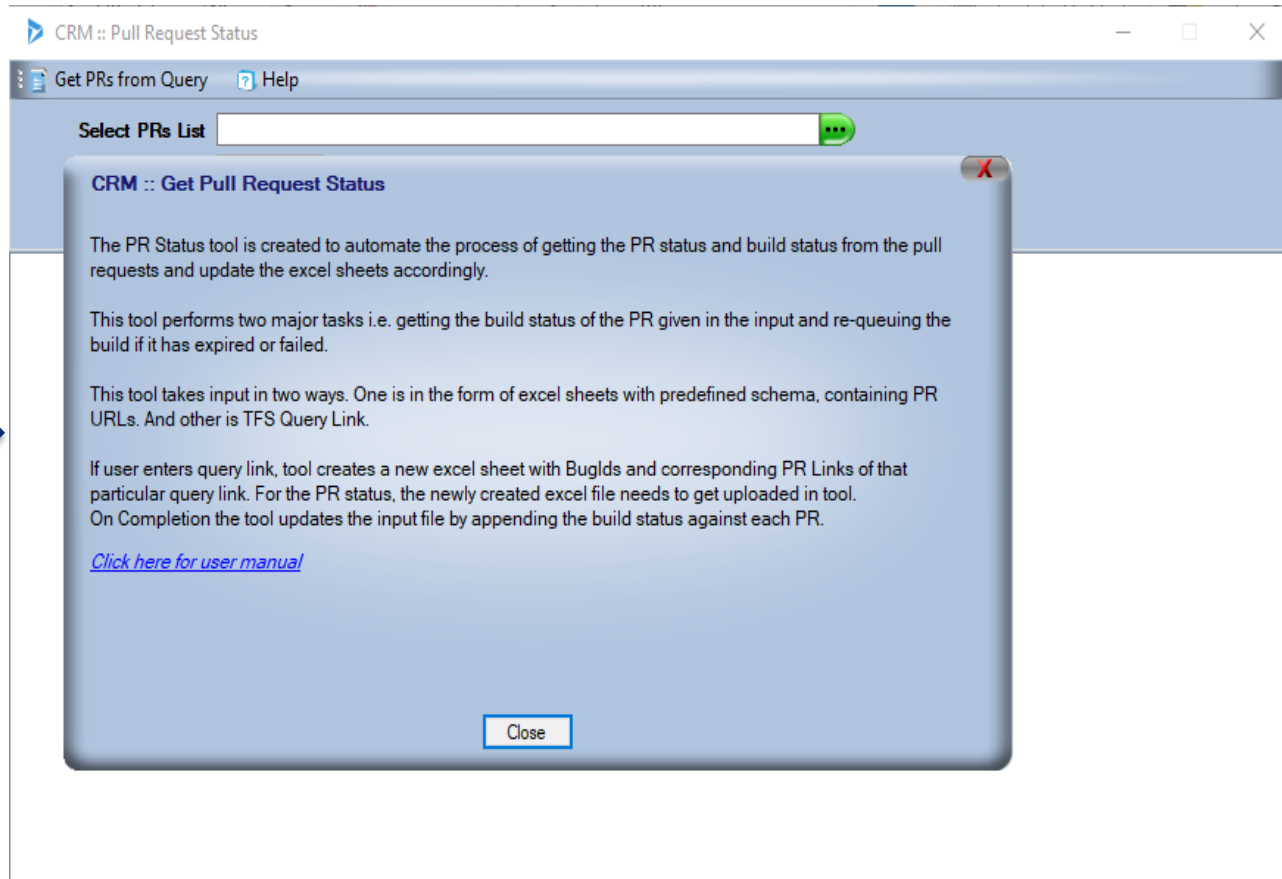 CRM :: Pull Request Status
Get PRs from Query Help
Select PRs List
CRM :: Get Pull Request Status
X
The PR Status tool is created to automate the process of getting the PR status and build status from the pull
requests and update the excel sheets accordingly.
This tool performs two major tasks i.e. getting the build status of the PR given in the input and re-queuing the
build if it has expired or failed.
This tool takes input in two ways. One is in the form of excel sheets with predefined schema, containing PR
URLs. And other is TFS Query Link.
If user enters query link, tool creates a new excel sheet with BugIds and corresponding PR Links of that
particular query link. For the PR status, the newly created excel file needs to get uploaded in tool.
On Completion the tool updates the input file by appending the build status against each PR.
Click here for user manual
Close